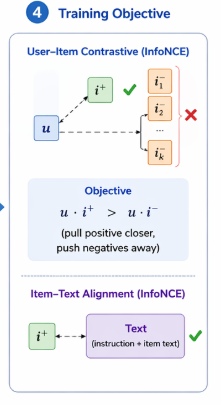 4 Training Objective
User–Item Contrastive (InfoNCE)
u
i⁺
✓
i₁⁻
i₂⁻
...
iₖ⁻
✗
Objective
u · i⁺ > u · i⁻
(pull positive closer,
push negatives away)
Item–Text Alignment (InfoNCE)
i⁺
Text
(instruction + item text)
✓